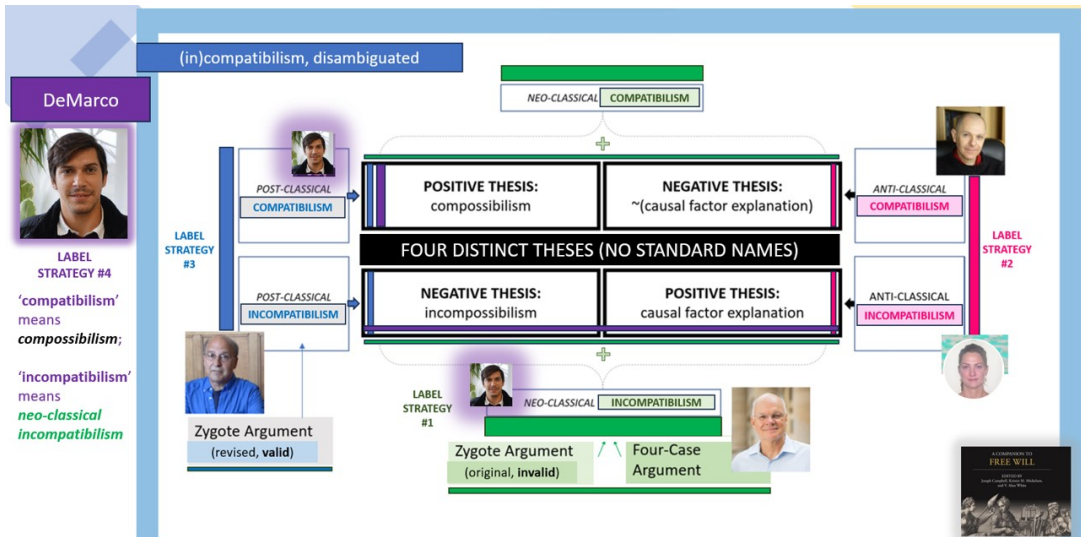 (in)compatibilism, disambiguated
DeMarco
LABEL
STRATEGY #4
‘compatibilism’
means
compossibilism;
‘incompatibilism’
means
neo-classical
incompatibilism
NEO-CLASSICAL COMPATIBILISM
+
POST-CLASSICAL
COMPATIBILISM
POSITIVE THESIS:
compossibilism
NEGATIVE THESIS:
~(causal factor explanation)
ANTI-CLASSICAL
COMPATIBILISM
LABEL
STRATEGY
#3
FOUR DISTINCT THESES (NO STANDARD NAMES)
LABEL
STRATEGY
#2
POST-CLASSICAL
INCOMPATIBILISM
NEGATIVE THESIS:
incompossibilism
POSITIVE THESIS:
causal factor explanation
ANTI-CLASSICAL
INCOMPATIBILISM
+
LABEL
STRATEGY
#1
NEO-CLASSICAL INCOMPATIBILISM
Zygote Argument
(revised, valid)
Zygote Argument
(original, invalid)
Four-Case
Argument
A COMPANION TO
FREE WILL
EDITED BY